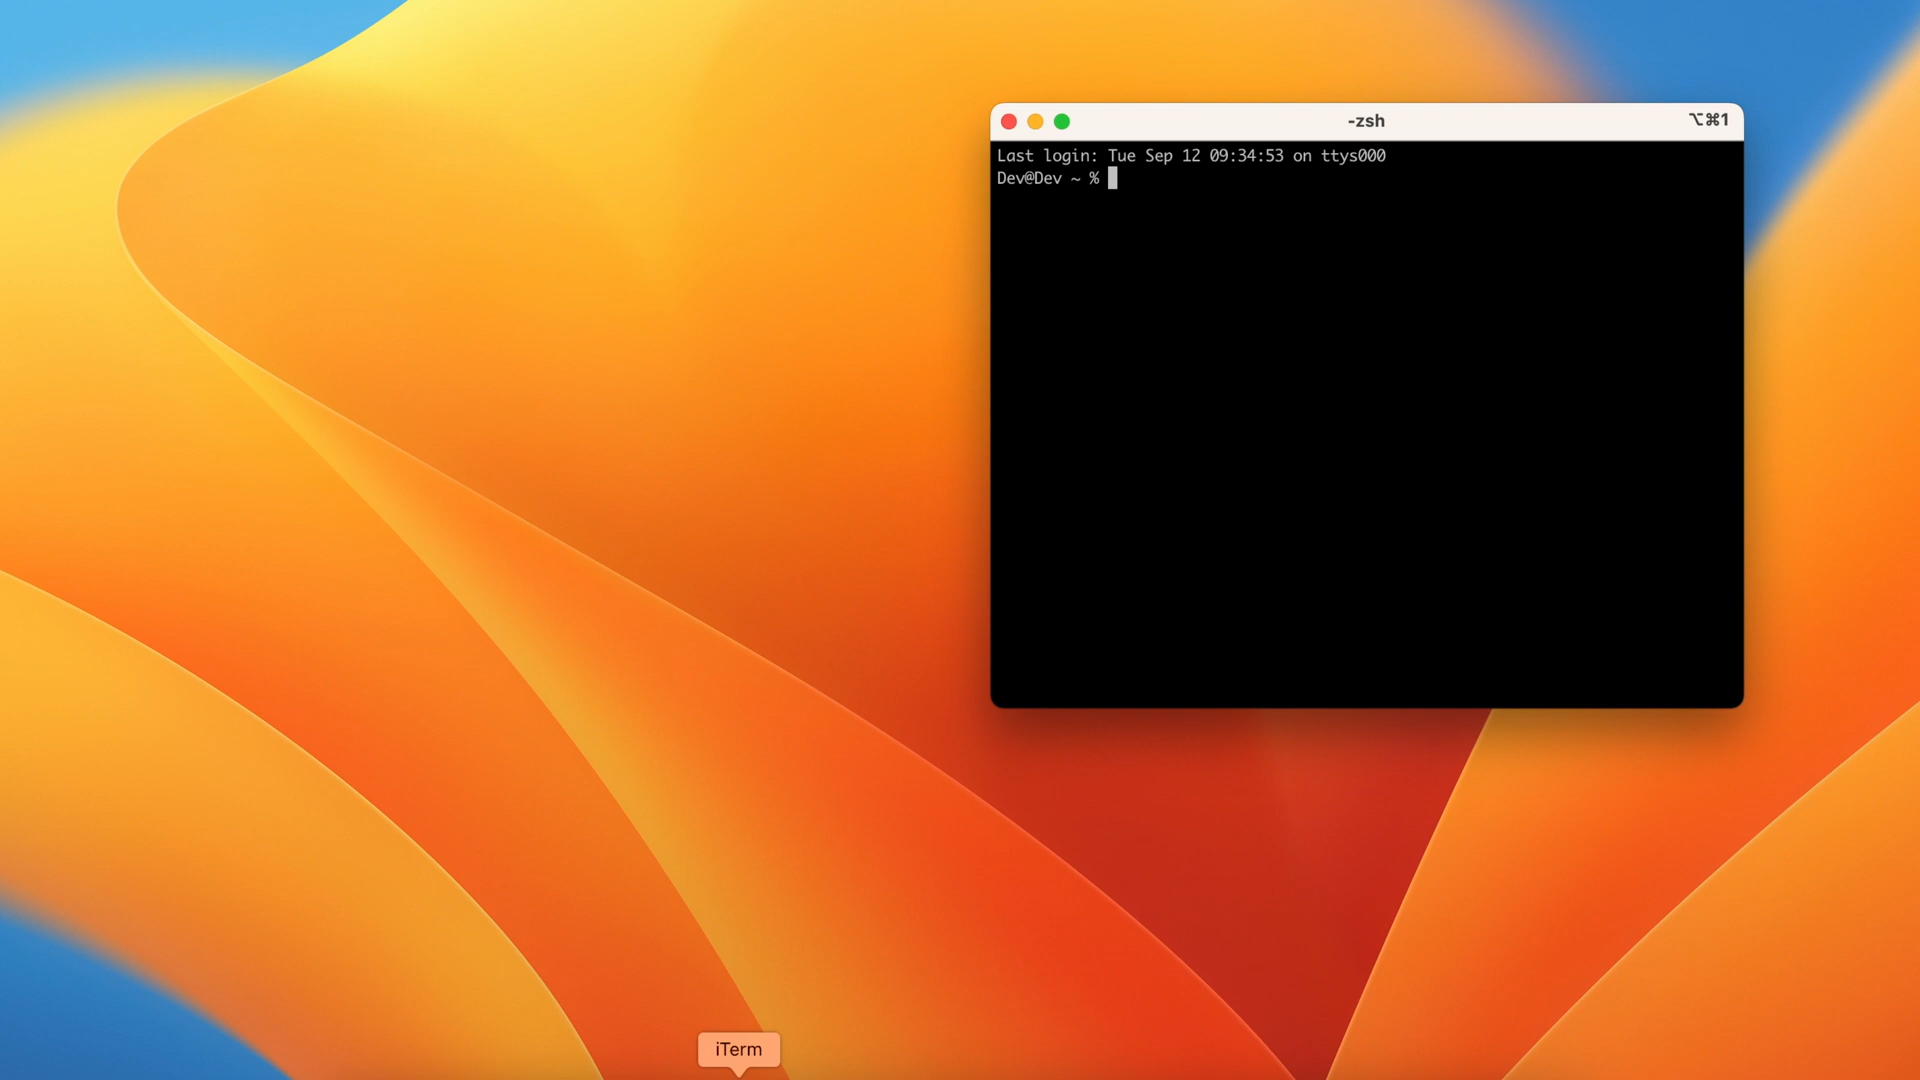 -zsh
⌥⌘1
Last login: Tue Sep 12 09:34:53 on ttys000
Dev@Dev ~ %
iTerm